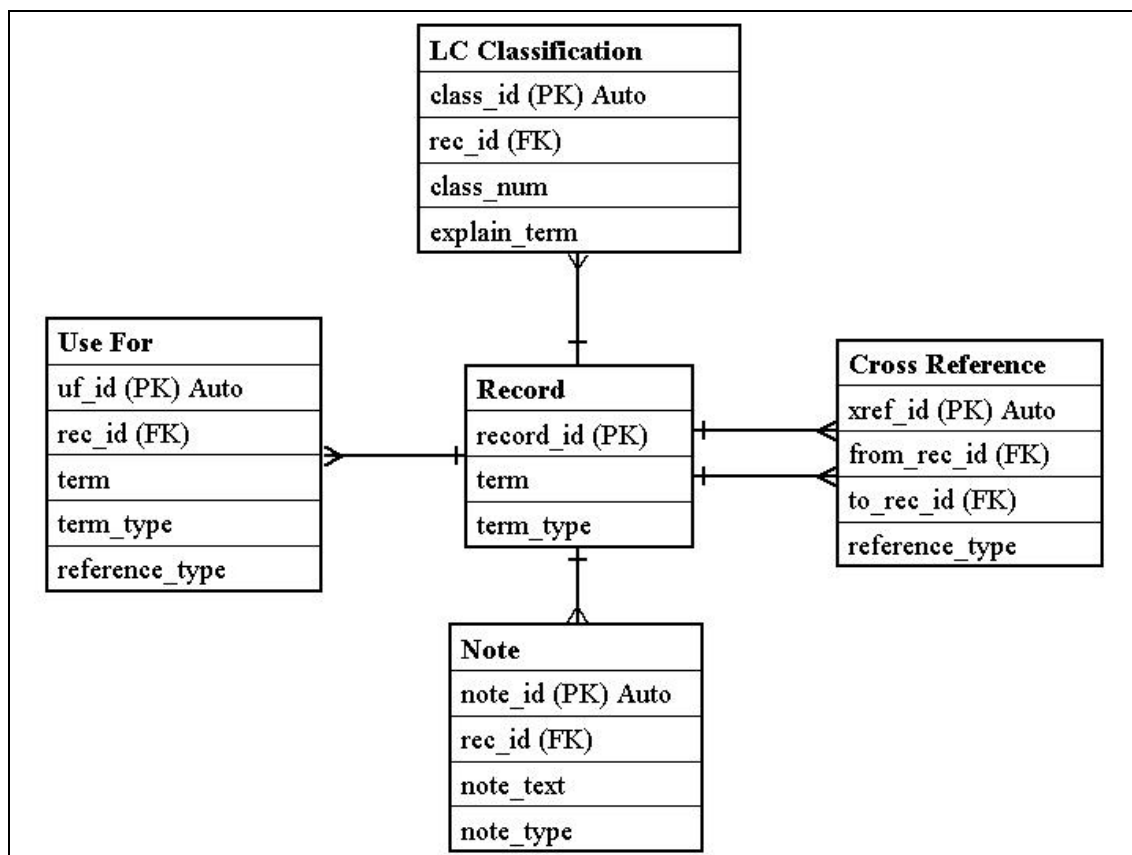 LC Classification
class_id (PK) Auto
rec_id (FK)
class_num
explain_term
Use For
uf_id (PK) Auto
rec_id (FK)
term
term_type
reference_type
Record
record_id (PK)
term
term_type
Cross Reference
xref_id (PK) Auto
from_rec_id (FK)
to_rec_id (FK)
reference_type
Note
note_id (PK) Auto
rec_id (FK)
note_text
note_type